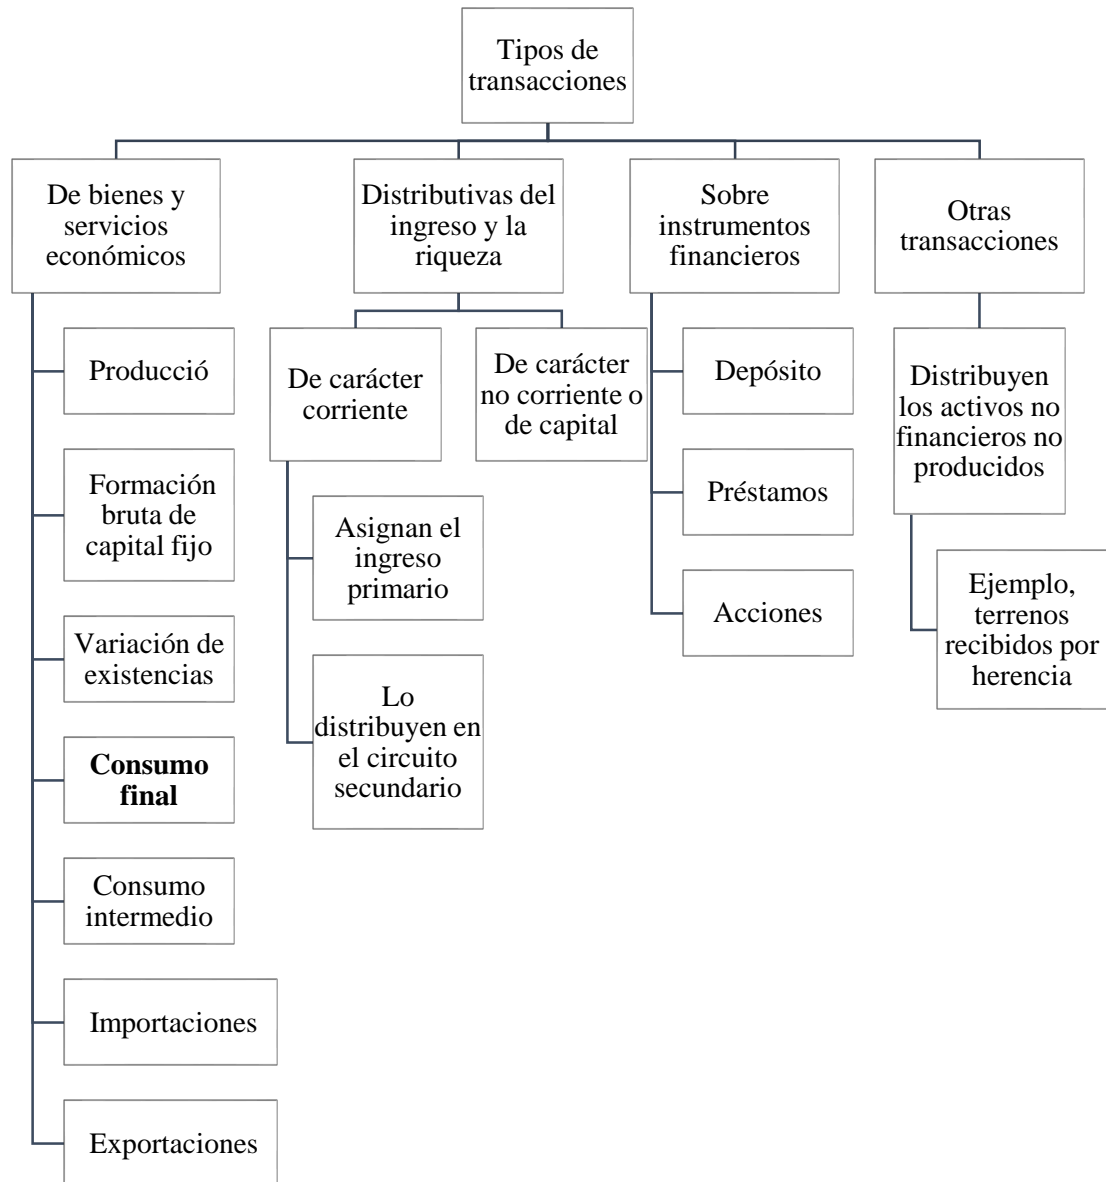 Tipos de
transacciones
De bienes y
servicios
económicos
Producció
Formación
bruta de
capital fijo
Variación de
existencias
Consumo
final
Consumo
intermedio
Importaciones
Exportaciones
Distributivas del
ingreso y la
riqueza
De carácter
corriente
Asignan el
ingreso
primario
Lo
distribuyen en
el circuito
secundario
De carácter
no corriente o
de capital
Sobre
instrumentos
financieros
Depósito
Préstamos
Acciones
Otras
transacciones
Distribuyen
los activos no
financieros no
producidos
Ejemplo,
terrenos
recibidos por
herencia